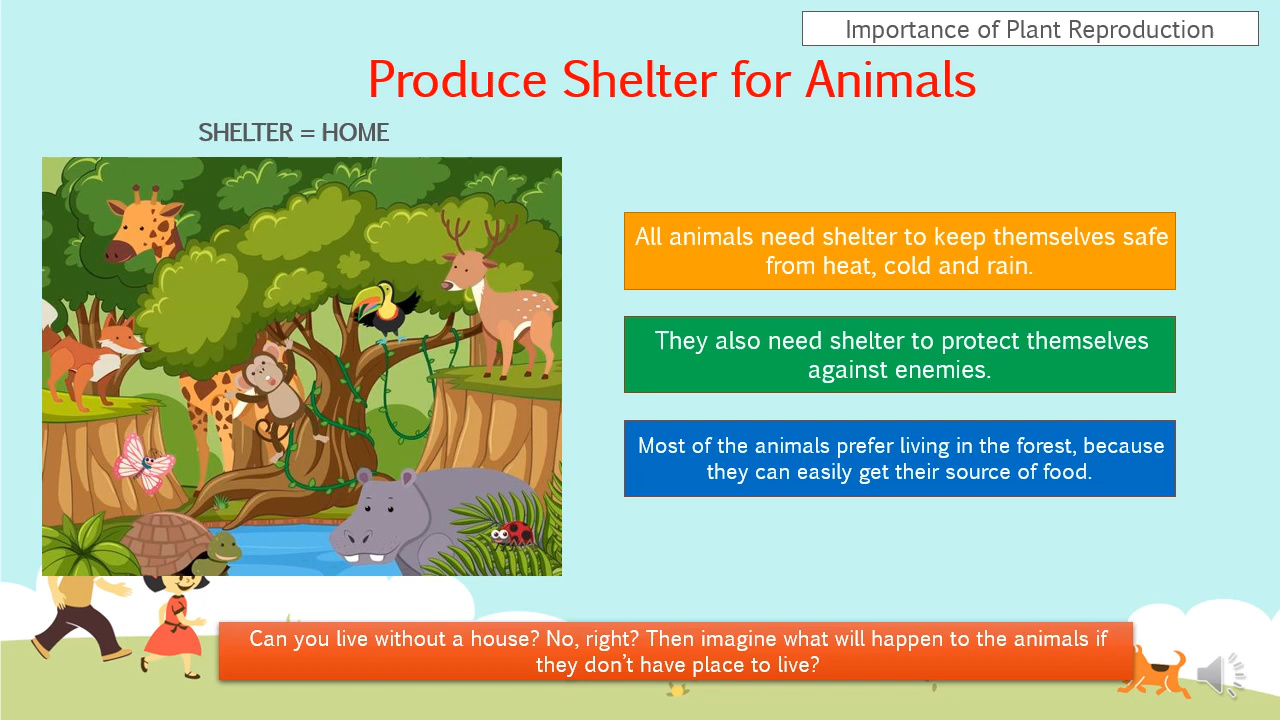 Importance of Plant Reproduction
Produce Shelter for Animals
SHELTER = HOME
All animals need shelter to keep themselves safe
from heat, cold and rain.
They also need shelter to protect themselves
against enemies.
Most of the animals prefer living in the forest, because
they can easily get their source of food.
Can you live without a house? No, right? Then imagine what will happen to the animals if
they don't have place to live?